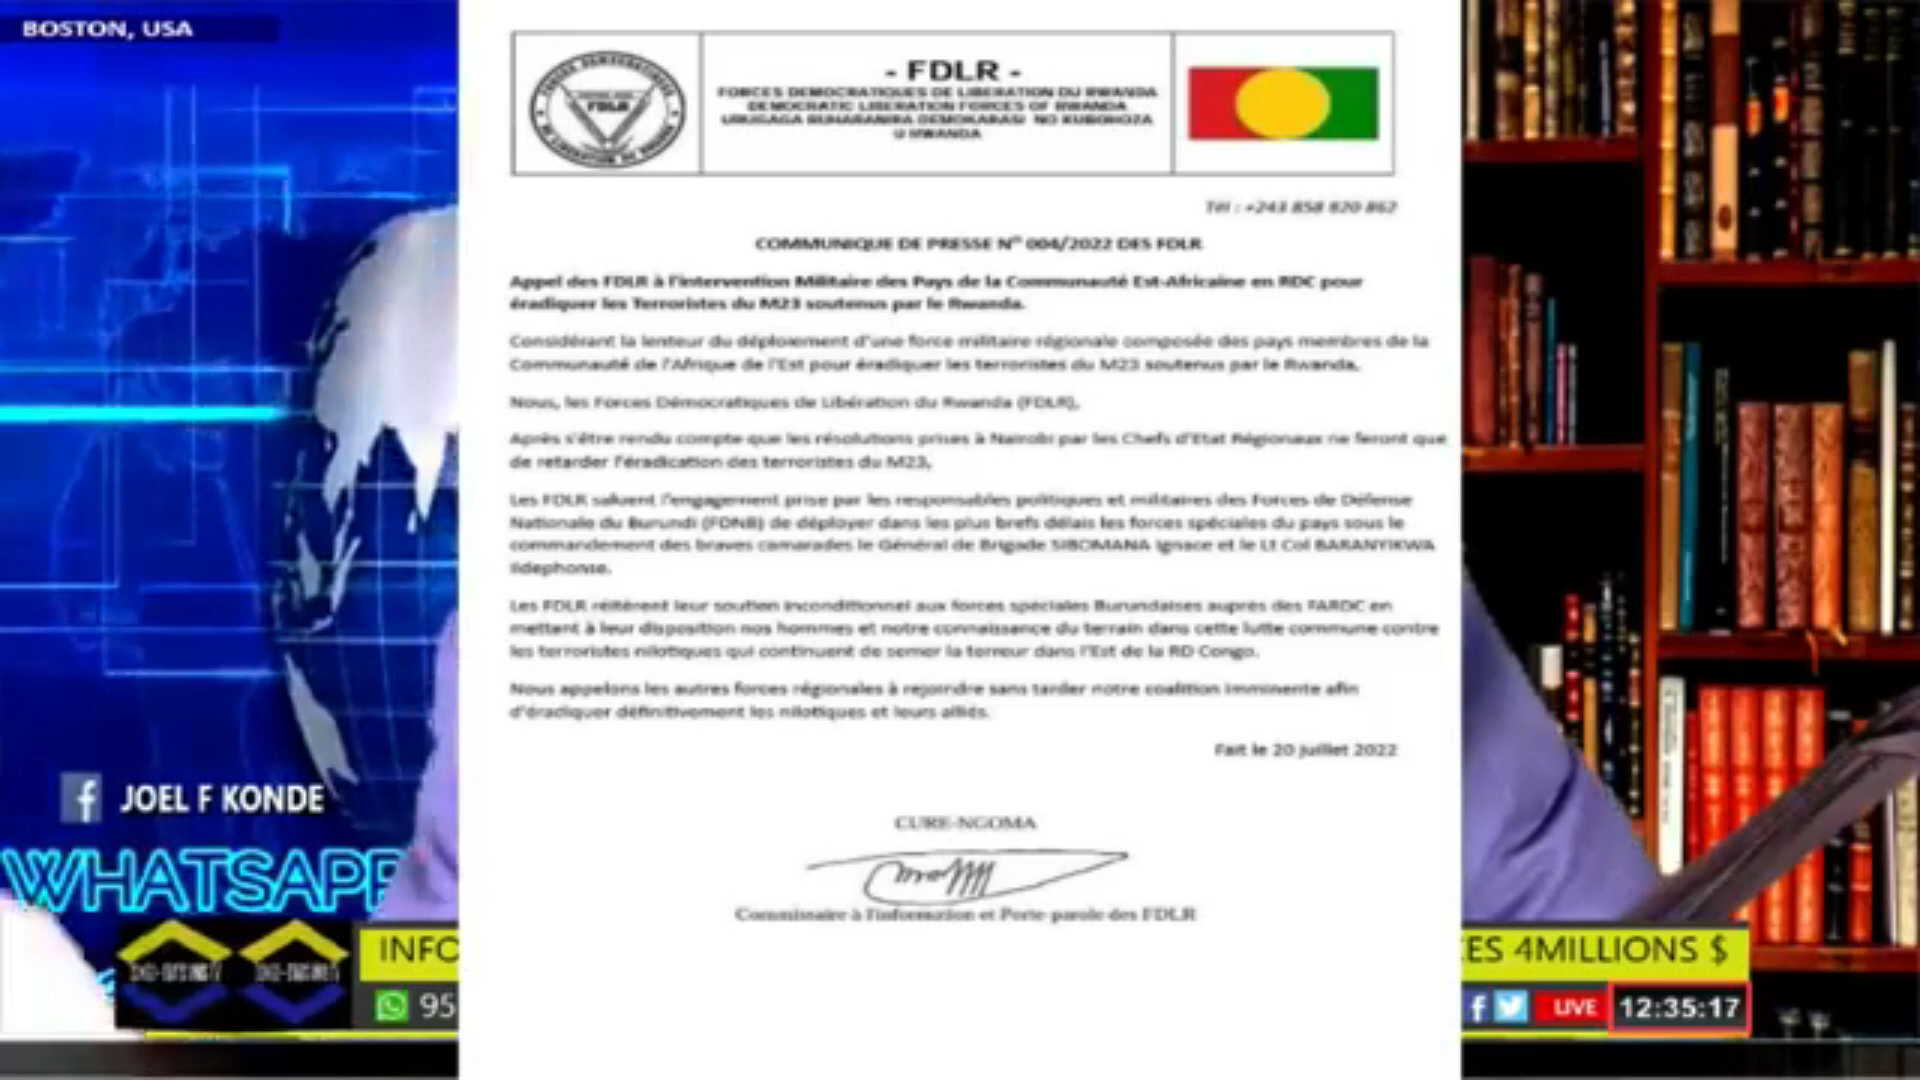 BOSTON, USA
- FDLR -
FORCES DEMOCRATIQUES DE LIBERATION DU RWANDA
DEMOCRATIC LIBERATION FORCES OF RWANDA
URUGAGA RUHARANIRA DEMOKARASI NO KUBOHOZA
U RWANDA
FORCES DEMOCRATIQUES
FDLR
DE LIBERATION DU RWANDA
Tél : +243 858 820 862
COMMUNIQUE DE PRESSE N° 004/2022 DES FDLR
Appel des FDLR à l'intervention Militaire des Pays de la Communauté Est-Africaine en RDC pour
éradiquer les Terroristes du M23 soutenus par le Rwanda.
Considérant la lenteur du déploiement d'une force militaire régionale composée des pays membres de la
Communauté de l'Afrique de l'Est pour éradiquer les terroristes du M23 soutenus par le Rwanda,
Nous, les Forces Démocratiques de Libération du Rwanda (FDLR),
Après s'être rendu compte que les résolutions prises à Nairobi par les Chefs d'Etat Régionaux ne feront que
de retarder l'éradication des terroristes du M23,
Les FDLR saluent l'engagement prise par les responsables politiques et militaires des Forces de Défense
Nationale du Burundi (FDNB) de déployer dans les plus brefs délais les forces spéciales du pays sous le
commandement des braves camarades le Général de Brigade SIBOMANA Ignace et le Lt Col BARANYIKWA
Ildephonse.
Les FDLR réitèrent leur soutien inconditionnel aux forces spéciales Burundaises auprès des FARDC en
mettant à leur disposition nos hommes et notre connaissance du terrain dans cette lutte commune contre
les terroristes nilotiques qui continuent de semer la terreur dans l'Est de la RD Congo.
Nous appelons les autres forces régionales à rejoindre sans tarder notre coalition imminente afin
d'éradiquer définitivement les nilotiques et leurs alliés.
Fait le 20 juillet 2022
CURE-NGOMA
Commissaire à l'information et Porte-parole des FDLR
JOEL F KONDE
WHATSAPP
INFO
ES 4MILLIONS $
95
LIVE
12:35:17